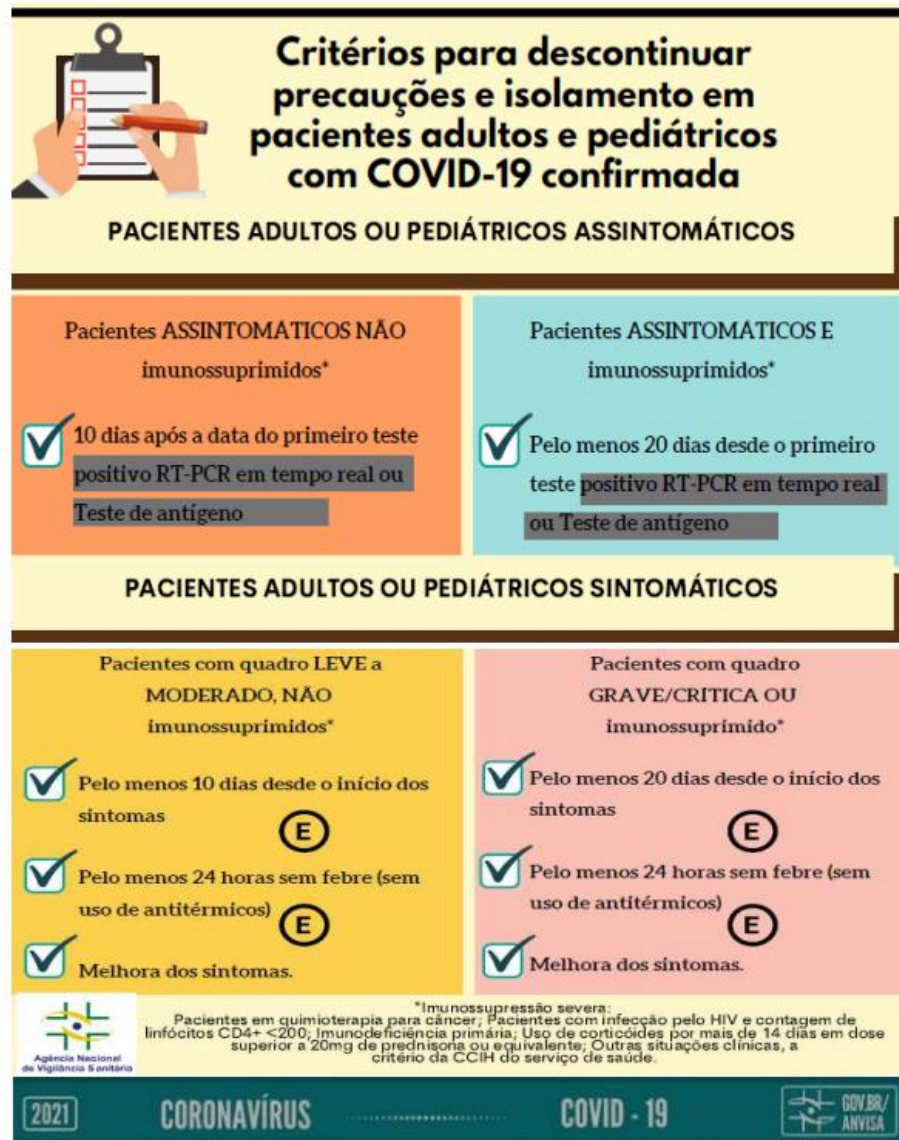 Critérios para descontinuar
precauções e isolamento em
pacientes adultos e pediátricos
com COVID-19 confirmada
PACIENTES ADULTOS OU PEDIÁTRICOS ASSINTOMÁTICOS
Pacientes ASSINTOMÁTICOS NÃO
imunossuprimidos*
10 dias após a data do primeiro teste
positivo RT-PCR em tempo real ou
Teste de antígeno
Pacientes ASSINTOMÁTICOS E
imunossuprimidos*
Pelo menos 20 dias desde o primeiro
teste positivo RT-PCR em tempo real
ou Teste de antígeno
PACIENTES ADULTOS OU PEDIÁTRICOS SINTOMÁTICOS
Pacientes com quadro LEVE a
MODERADO, NÃO
imunossuprimidos*
Pelo menos 10 dias desde o início dos
sintomas
E
Pelo menos 24 horas sem febre (sem
uso de antitérmicos)
E
Melhora dos sintomas.
Pacientes com quadro
GRAVE/CRITICA OU
imunossuprimido*
Pelo menos 20 dias desde o início dos
sintomas
E
Pelo menos 24 horas sem febre (sem
uso de antitérmicos)
E
Melhora dos sintomas.
Agência Nacional
de Vigilância Sanitária
*Imunossupressão severa:
Pacientes em quimioterapia para câncer; Pacientes com infecção pelo HIV e contagem de
linfócitos CD4+ <200; Imunodeficiência primária; Uso de corticóides por mais de 14 dias em dose
superior a 20mg de prednisona ou equivalente; Outras situações clínicas, a
critério da CCIH do serviço de saúde.
2021 CORONAVÍRUS COVID - 19 GOV.BR/
ANVISA